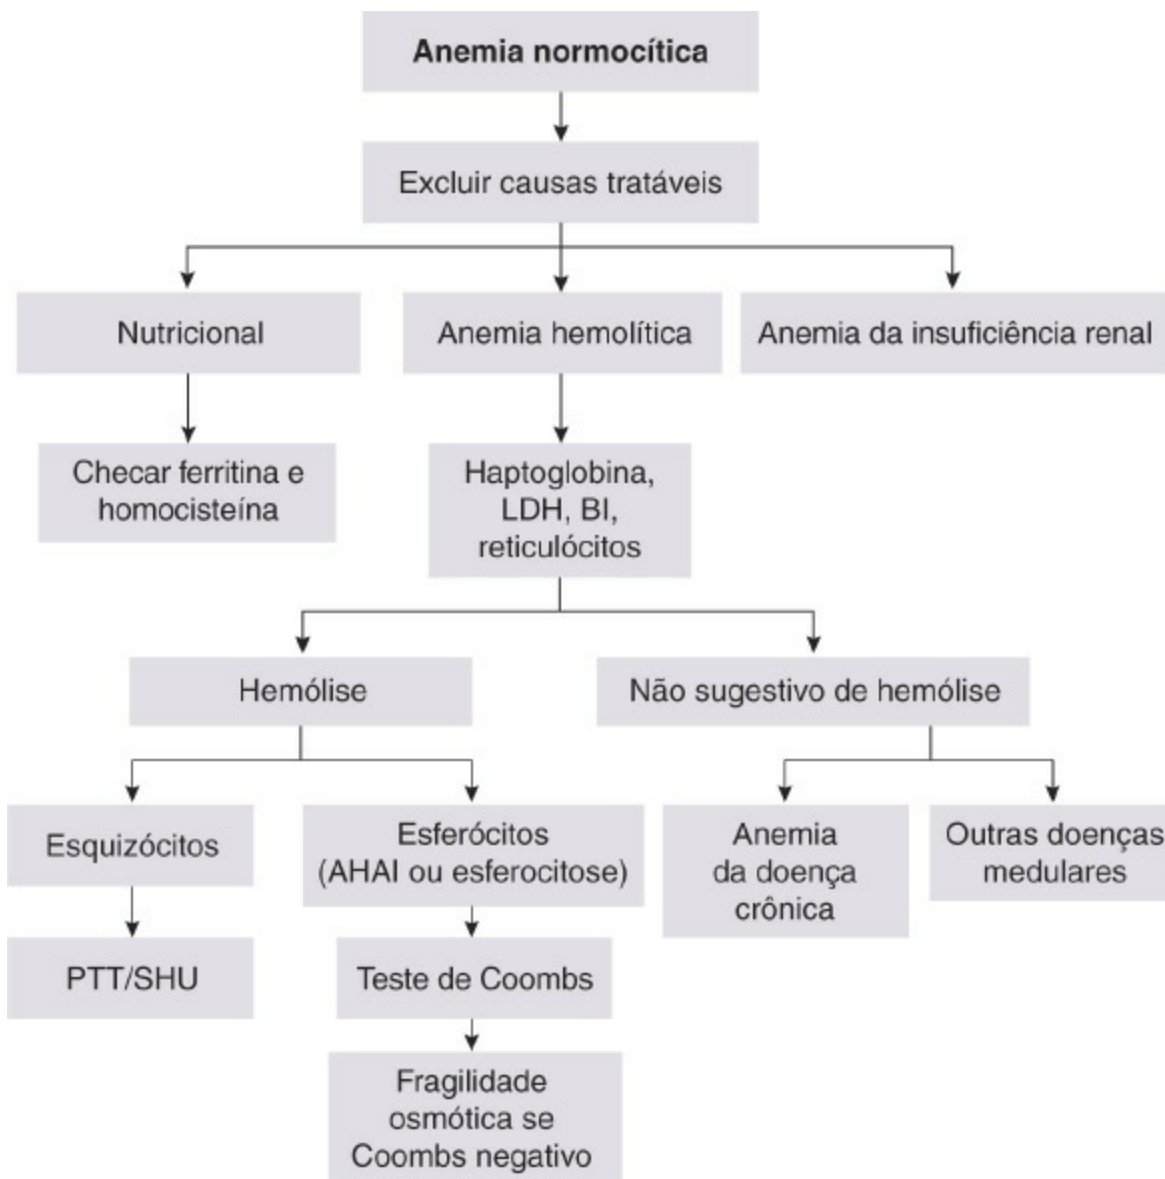 Anemia normocítica
Excluir causas tratáveis
Nutricional
Anemia hemolítica
Anemia da insuficiência renal
Checar ferritina e
homocisteína
Haptoglobina,
LDH, BI,
reticulócitos
Hemólise
Não sugestivo de hemólise
Esquizócitos
Esferócitos
(AHAI ou esferocitose)
Anemia
da doença
crônica
Outras doenças
medulares
PTT/SHU
Teste de Coombs
Fragilidade
osmótica se
Coombs negativo